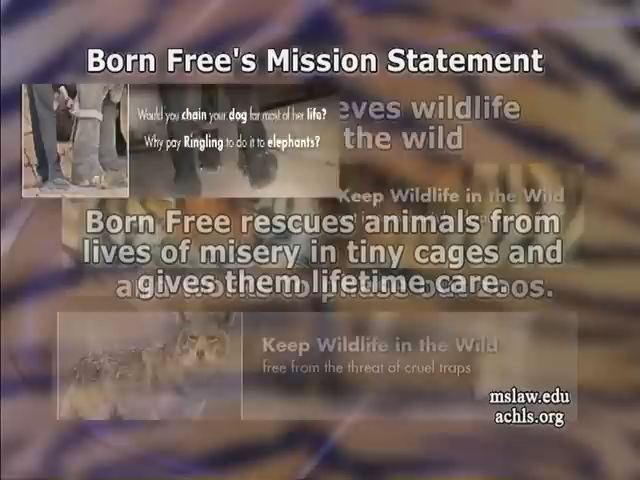 Born Free's Mission Statement
eves wildlife
the wild
Would you chain your dog for most of her life?
Why pay Ringling to do it to elephants?
Keep Wildlife in the Wild
Born Free rescues animals from
lives of misery in tiny cages and
gives them lifetime care.
zoos.
Keep Wildlife in the Wild
free from the threat of cruel traps
mslaw.edu
achls.org